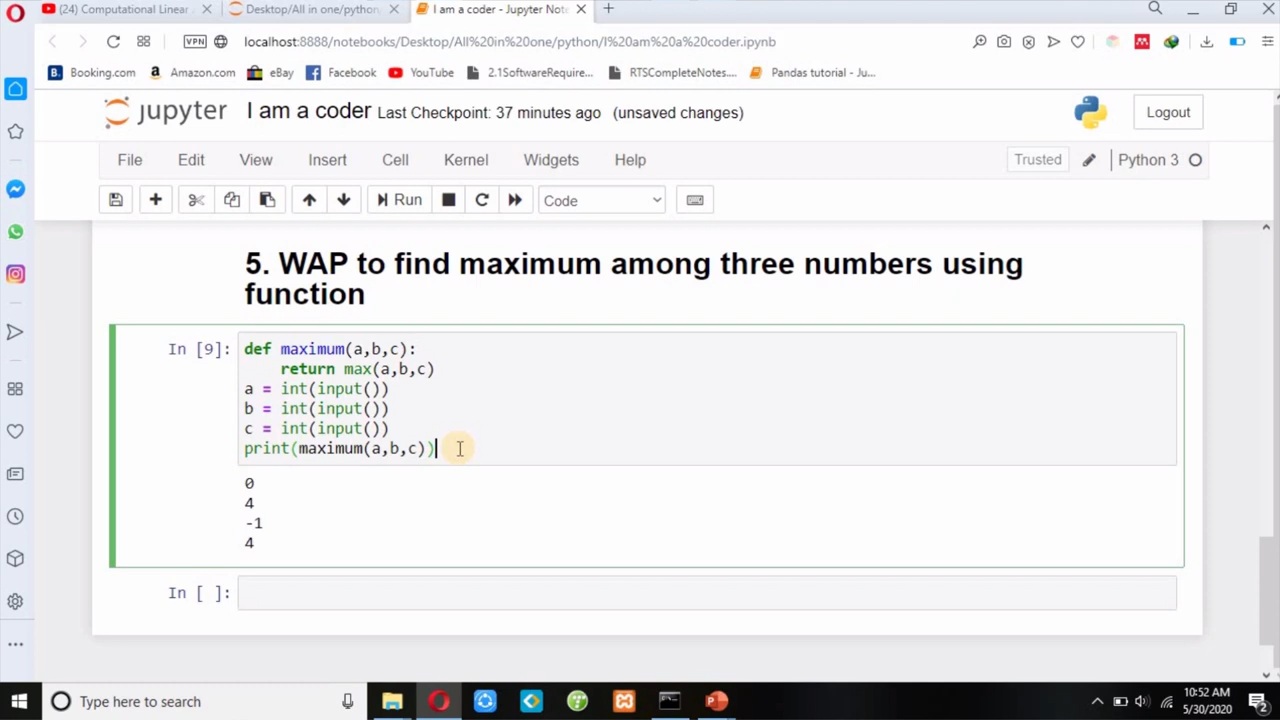 (24) Computational Linear
Desktop/All in one/python/
I am a coder - Jupyter Note
VPN
localhost:8888/notebooks/Desktop/All%20in%20one/python/I%20am%20a%20coder.ipynb
Booking.com
Amazon.com
eBay
Facebook
YouTube
2.1SoftwareRequire...
RTSCompleteNotes....
Pandas tutorial - Ju...
jupyter I am a coder Last Checkpoint: 37 minutes ago (unsaved changes)
Logout
File Edit View Insert Cell Kernel Widgets Help
Trusted
Python 3
Run
Code
5. WAP to find maximum among three numbers using
function
In [9]:
def maximum(a,b,c):
    return max(a,b,c)
a = int(input())
b = int(input())
c = int(input())
print(maximum(a,b,c))
0
4
-1
4
In [ ]:
Type here to search
10:52 AM
5/30/2020
2